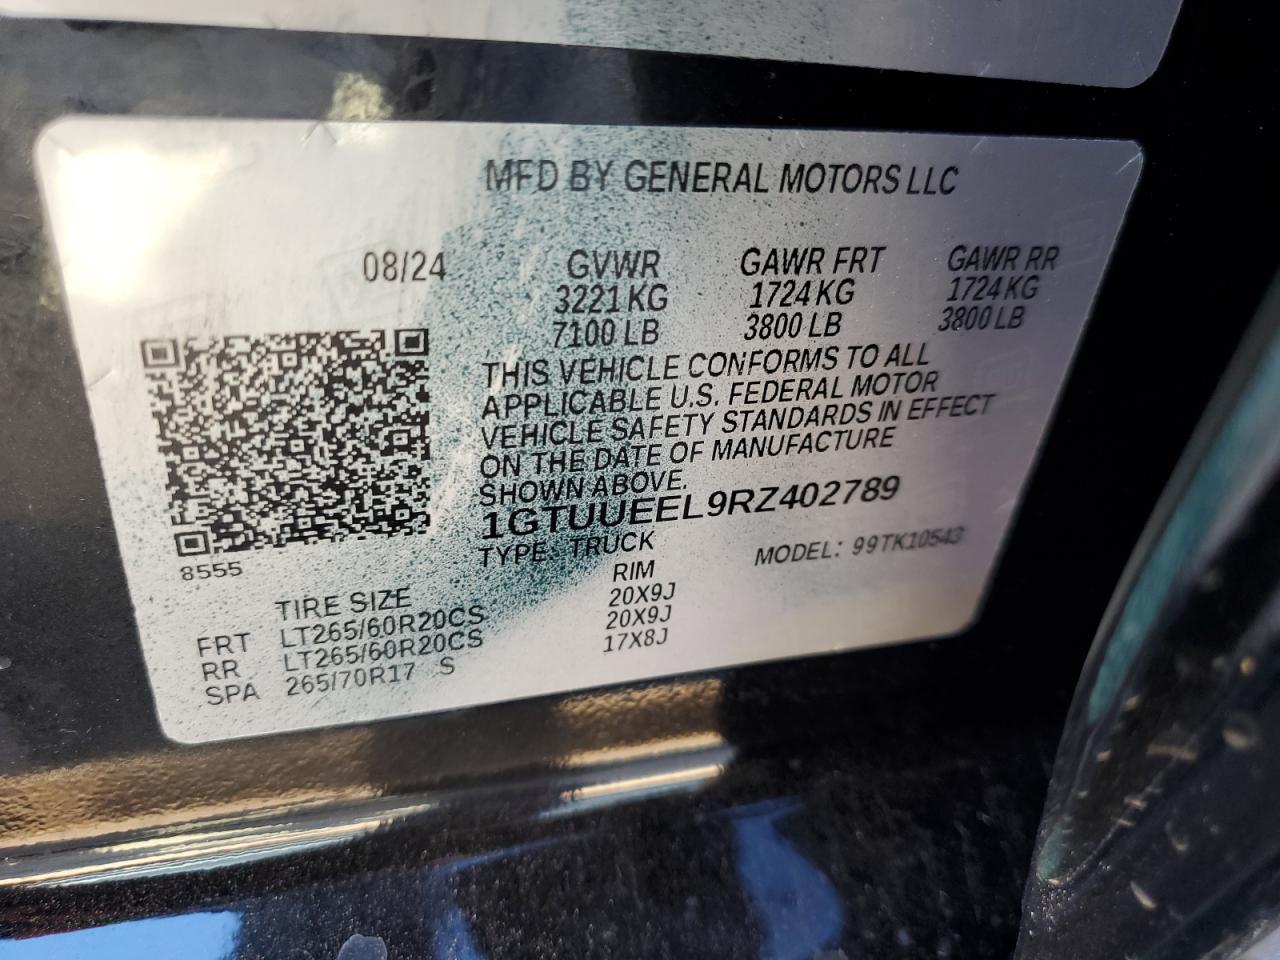 MFD BY GENERAL MOTORS LLC
08/24 GVWR GAWR FRT GAWR RR
3221 KG 1724 KG 1724 KG
7100 LB 3800 LB 3800 LB
THIS VEHICLE CONFORMS TO ALL
APPLICABLE U.S. FEDERAL MOTOR
VEHICLE SAFETY STANDARDS IN EFFECT
ON THE DATE OF MANUFACTURE
SHOWN ABOVE.
1GTUUEEL9RZ402789
TYPE: TRUCK MODEL: 99TK10543
8555
TIRE SIZE RIM
FRT LT265/60R20CS 20X9J
RR LT265/60R20CS 20X9J
SPA 265/70R17 S 17X8J